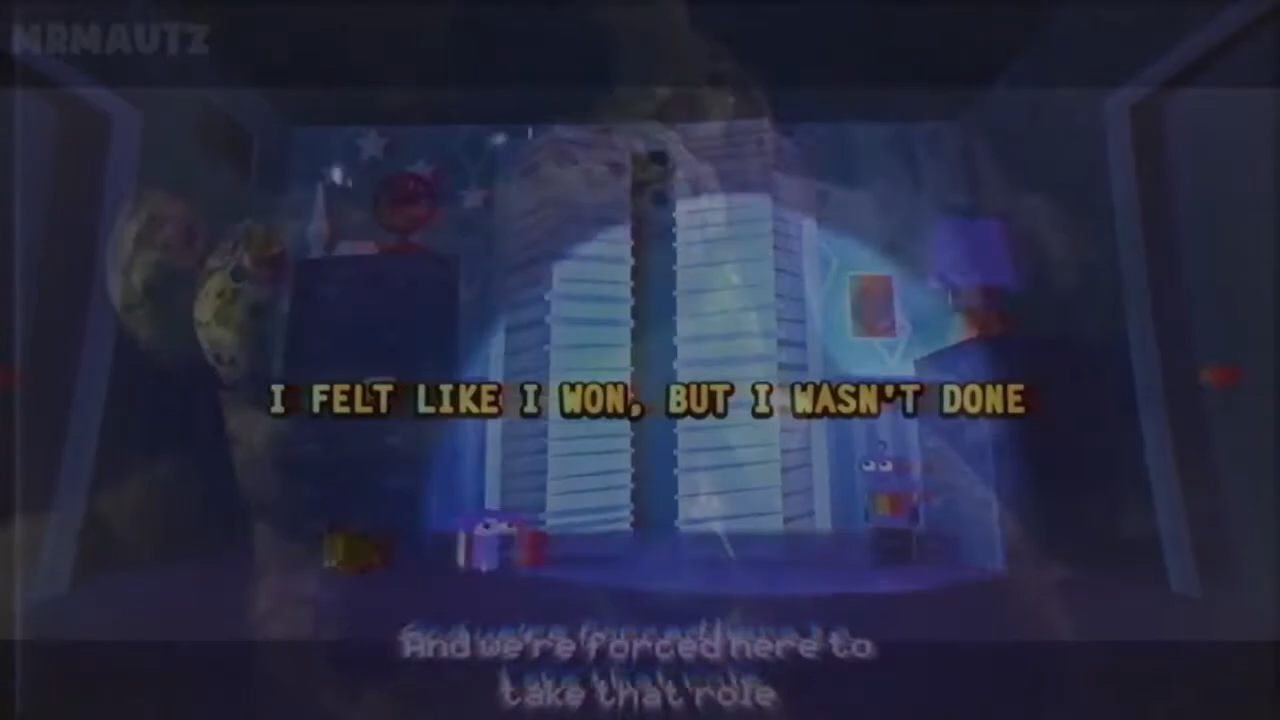 MRMAUTZ
I FELT LIKE I WON, BUT I WASN'T DONE
And we're forced here to
take that role